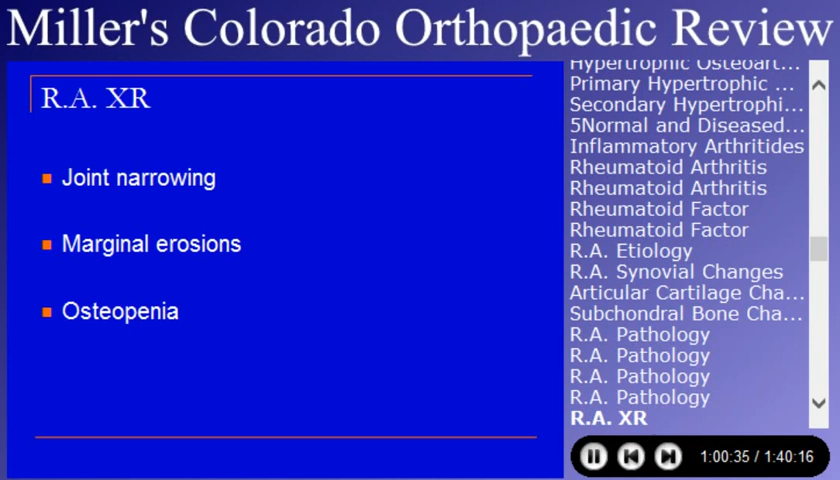 Miller's Colorado Orthopaedic Review
R.A. XR
Joint narrowing
Marginal erosions
Osteopenia
Hypertrophic Osteoart...
Primary Hypertrophic ...
Secondary Hypertrophi...
5Normal and Diseased...
Inflammatory Arthritides
Rheumatoid Arthritis
Rheumatoid Arthritis
Rheumatoid Factor
Rheumatoid Factor
R.A. Etiology
R.A. Synovial Changes
Articular Cartilage Cha...
Subchondral Bone Cha...
R.A. Pathology
R.A. Pathology
R.A. Pathology
R.A. Pathology
R.A. XR
1:00:35 / 1:40:16